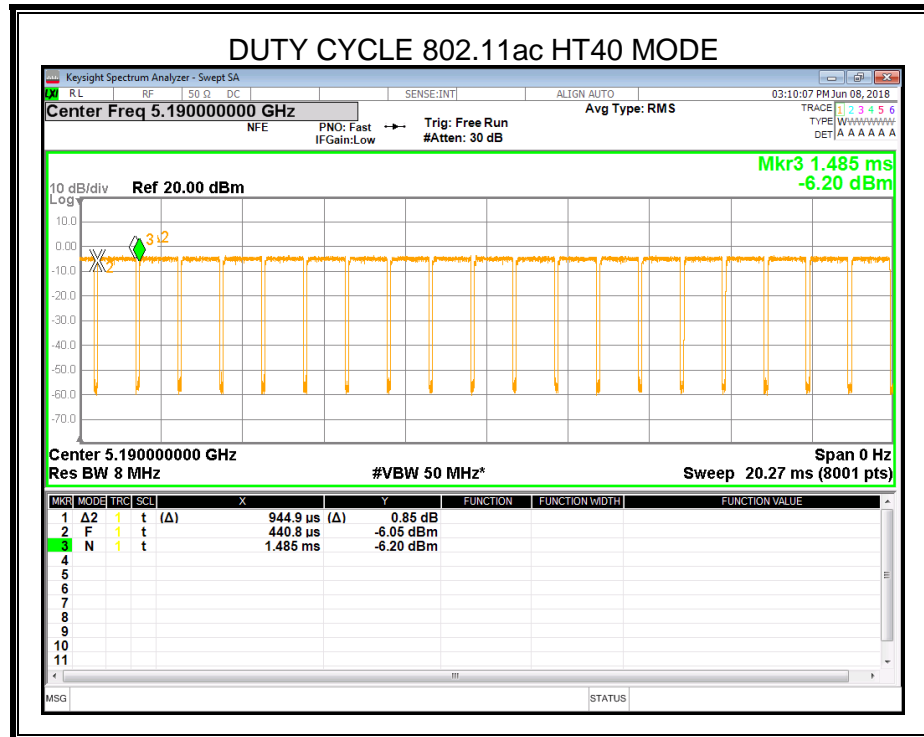 DUTY CYCLE 802.11ac HT40 MODE
Keysight Spectrum Analyzer - Swept SA
RL RF 50 Ω DC SENSE:INT ALIGN AUTO 03:10:07 PM Jun 08, 2018
Center Freq 5.190000000 GHz Avg Type: RMS TRACE 1 2 3 4 5 6
NFE PNO: Fast Trig: Free Run TYPE W
IFGain:Low #Atten: 30 dB DET A A A A A A
Mkr3 1.485 ms
10 dB/div Ref 20.00 dBm -6.20 dBm
Log
10.0
3 2
0.00
2
-10.0
-20.0
-30.0
-40.0
-50.0
-60.0
-70.0
Center 5.190000000 GHz Span 0 Hz
Res BW 8 MHz #VBW 50 MHz* Sweep 20.27 ms (8001 pts)
MKR MODE TRC SCL X Y FUNCTION FUNCTION WIDTH FUNCTION VALUE
1 Δ2 1 t (Δ) 944.9 µs (Δ) 0.85 dB
2 F 1 t 440.8 µs -6.05 dBm
3 N 1 t 1.485 ms -6.20 dBm
4
5
6
7
8
9
10
11
MSG STATUS